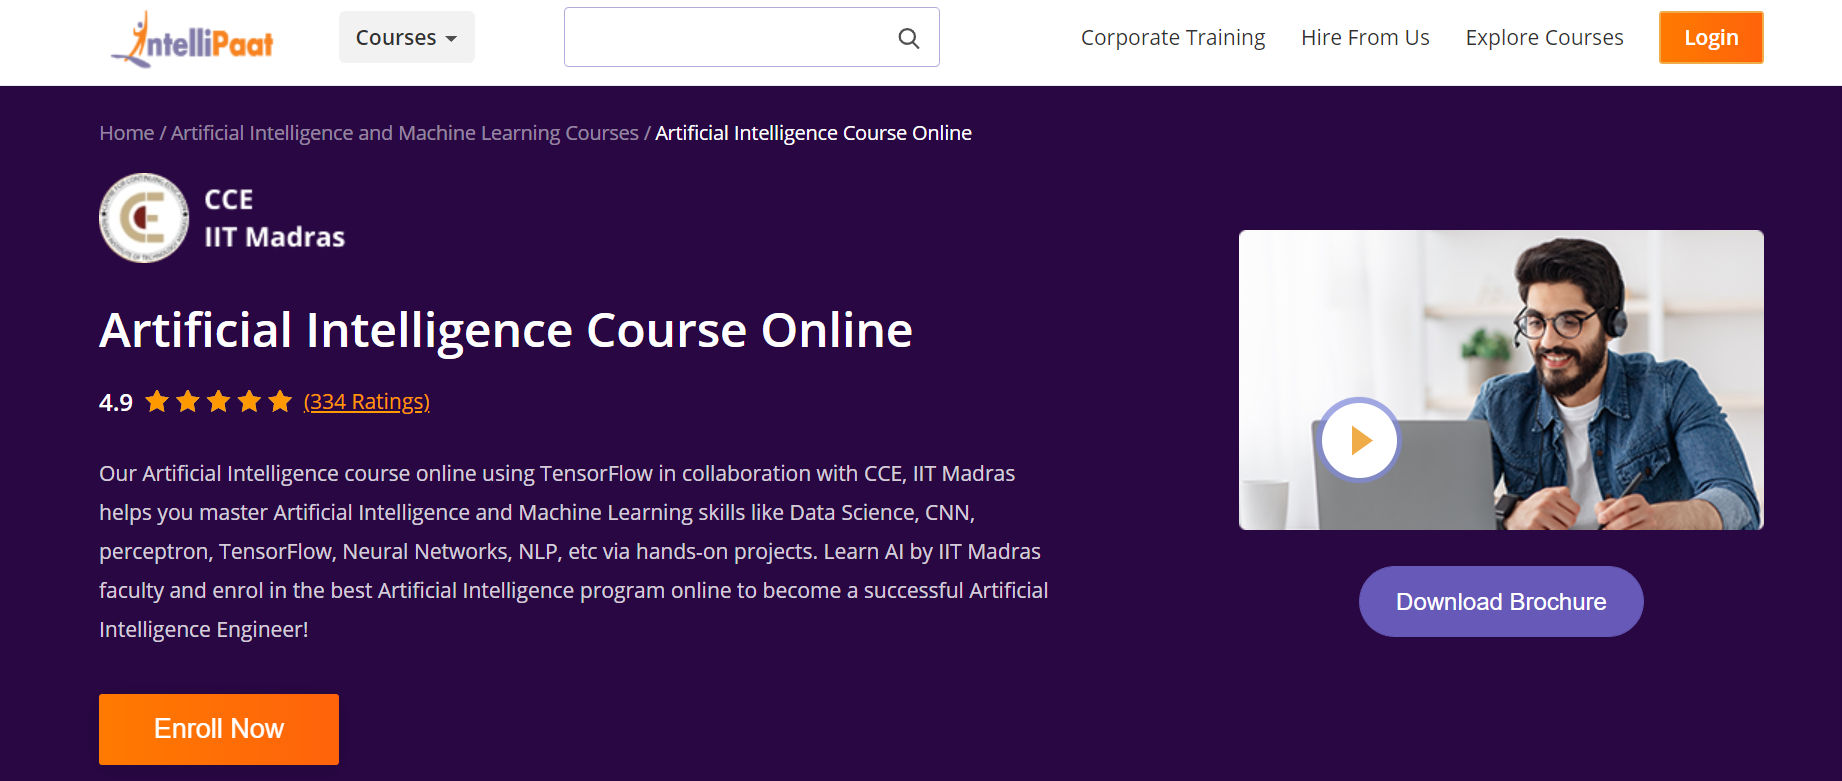 IntelliPaat
Courses
Corporate Training
Hire From Us
Explore Courses
Login
Home / Artificial Intelligence and Machine Learning Courses / Artificial Intelligence Course Online
CCE
IIT Madras
Artificial Intelligence Course Online
4.9 (334 Ratings)
Our Artificial Intelligence course online using TensorFlow in collaboration with CCE, IIT Madras
helps you master Artificial Intelligence and Machine Learning skills like Data Science, CNN,
perceptron, TensorFlow, Neural Networks, NLP, etc via hands-on projects. Learn AI by IIT Madras
faculty and enrol in the best Artificial Intelligence program online to become a successful Artificial
Intelligence Engineer!
Download Brochure
Enroll Now